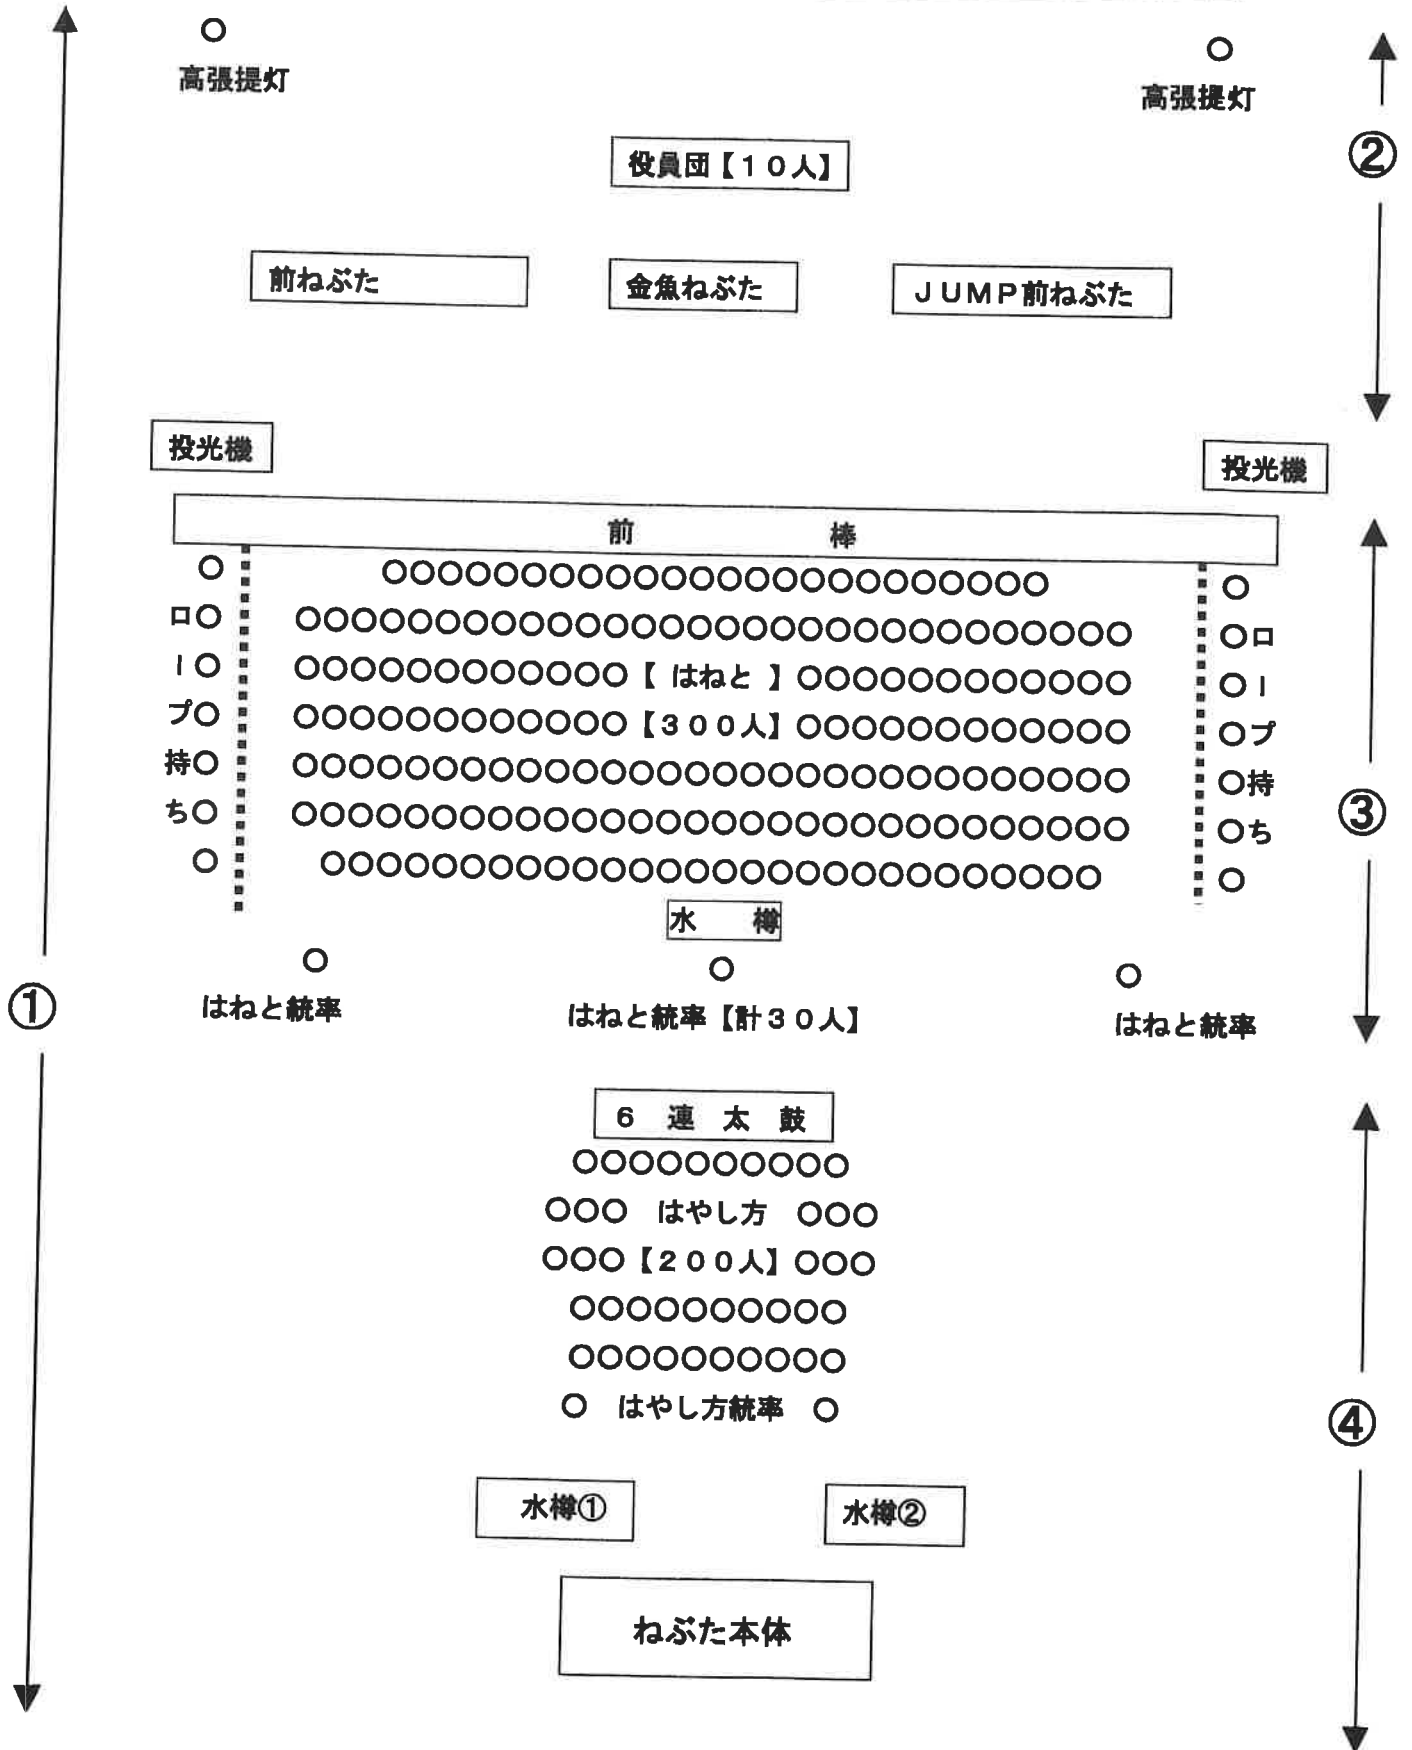 高張提灯
高張提灯
②
役員団【１０人】
前ねぶた
金魚ねぶた
ＪＵＭＰ前ねぶた
投光機
投光機
前　棒
ロープ持ち
ロープ持ち
【 はねと 】
【３００人】
③
水　樽
①
はねと統率
はねと統率【計３０人】
はねと統率
６　連　太　鼓
はやし方
【２００人】
はやし方統率
④
水樽①
水樽②
ねぶた本体